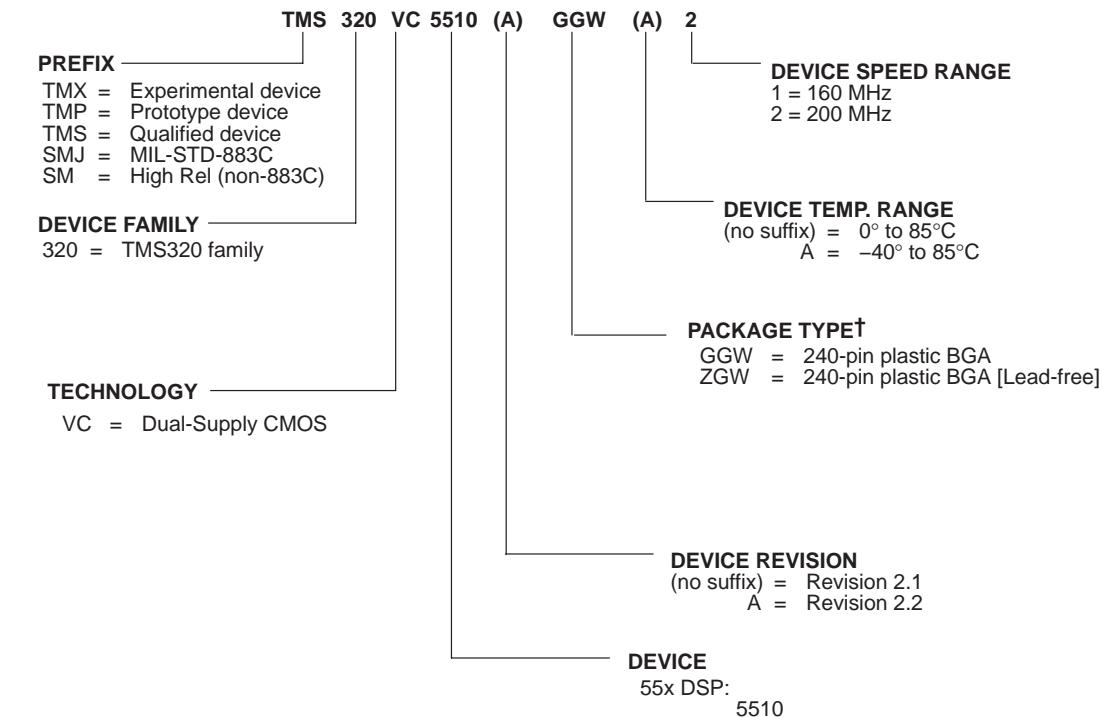 TMS 320 VC 5510 (A) GGW (A) 2
PREFIX
TMX = Experimental device
TMP = Prototype device
TMS = Qualified device
SMJ = MIL-STD-883C
SM = High Rel (non-883C)
DEVICE SPEED RANGE
1 = 160 MHz
2 = 200 MHz
DEVICE FAMILY
320 = TMS320 family
DEVICE TEMP. RANGE
(no suffix) = 0° to 85°C
A = −40° to 85°C
PACKAGE TYPE†
GGW = 240-pin plastic BGA
ZGW = 240-pin plastic BGA [Lead-free]
TECHNOLOGY
VC = Dual-Supply CMOS
DEVICE REVISION
(no suffix) = Revision 2.1
A = Revision 2.2
DEVICE
55x DSP:
5510